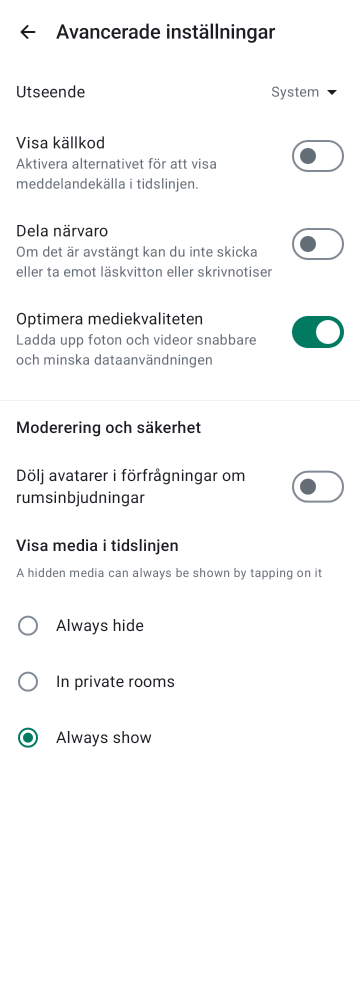 Avancerade inställningar
Utseende
System
Visa källkod
Aktivera alternativet för att visa
meddelandekälla i tidslinjen.
Dela närvaro
Om det är avstängt kan du inte skicka
eller ta emot läskvitton eller skrivnotiser
Optimera mediekvaliteten
Ladda upp foton och videor snabbare
och minska dataanvändningen
Moderering och säkerhet
Dölj avatarer i förfrågningar om
rumsinbjudningar
Visa media i tidslinjen
A hidden media can always be shown by tapping on it
Always hide
In private rooms
Always show